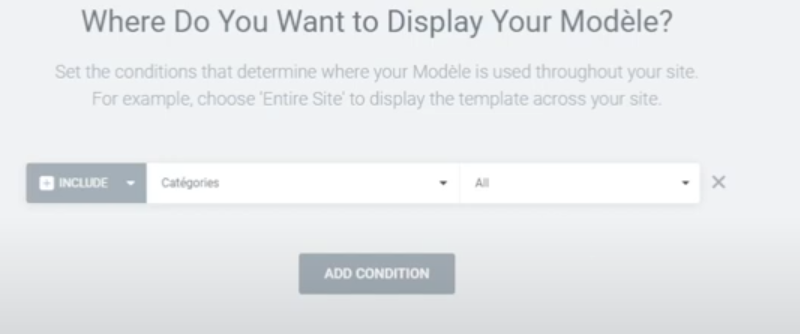 Where Do You Want to Display Your Modèle?
Set the conditions that determine where your Modèle is used throughout your site.
For example, choose 'Entire Site' to display the template across your site.
INCLUDE Catégories All
ADD CONDITION